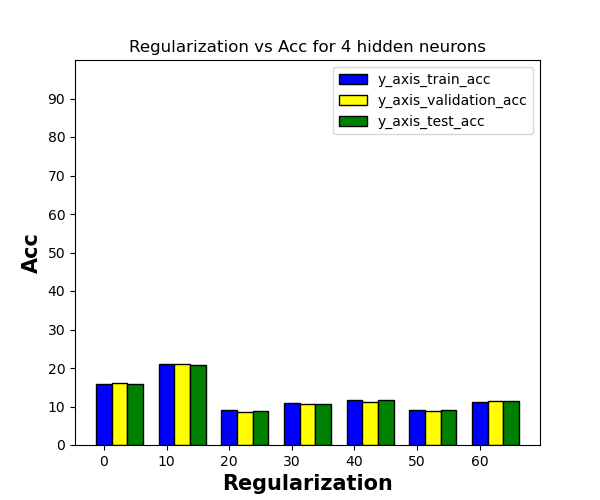 Regularization vs Acc for 4 hidden neurons
y_axis_train_acc
y_axis_validation_acc
y_axis_test_acc
90
80
70
60
50
40
30
20
10
0
Acc
0 10 20 30 40 50 60
Regularization